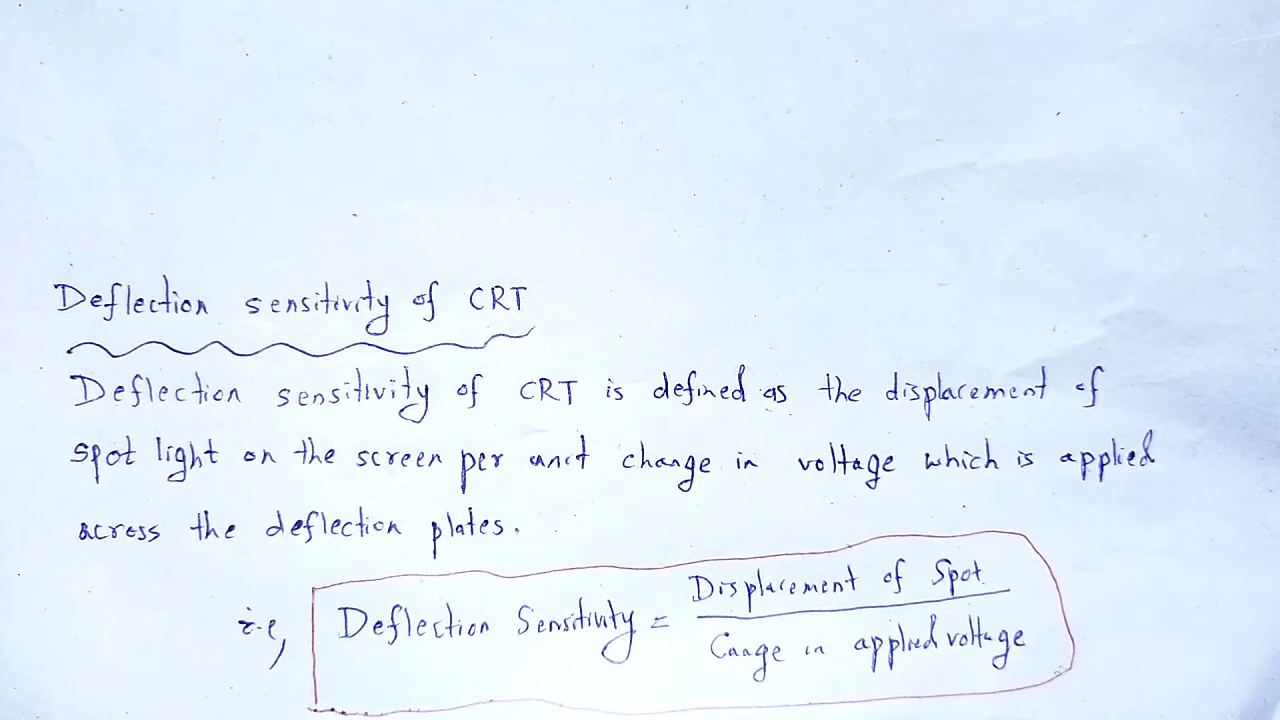 Deflection sensitivity of CRT
Deflection sensitivity of CRT is defined as the displacement of
spot light on the screen per unit change in voltage which is applied
across the deflection plates.
i.e, Deflection Sensitivity = Displacement of Spot
Cange in applied voltage